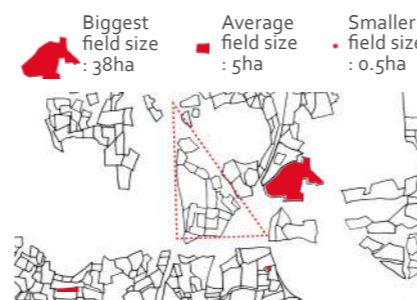 Biggest
field size
: 38ha
Average
field size
: 5ha
Smaller
field size
: 0.5ha